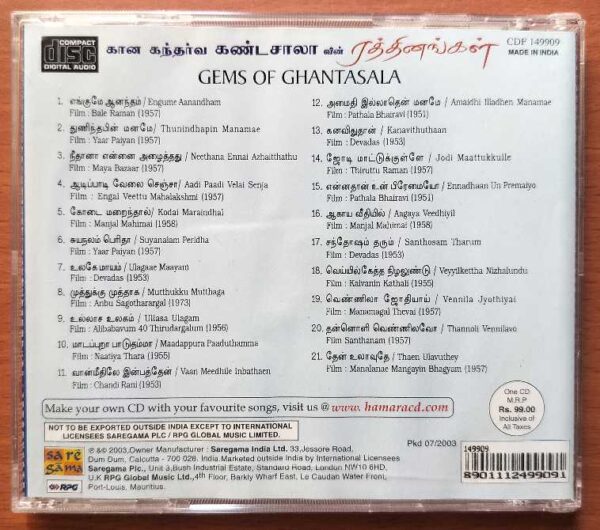 COMPACT
disc
DIGITAL AUDIO
கான கந்தர்வ கண்டசாலா வின் ரத்தினங்கள்
CDF 149909
MADE IN INDIA
GEMS OF GHANTASALA
1. எங்குமே ஆனந்தம் / Engume Aanandham
Film : Bale Raman (1957)
2. துணிந்தபின் மனமே / Thunindhapin Manamae
Film : Yaar Paiyan (1957)
3. நீதானா என்னை அழைத்தது / Neethana Ennai Azhaiththathu
Film : Maya Bazaar (1957)
4. ஆடிப்பாடி வேலை செஞ்சா / Aadi Paadi Velai Senja
Film : Engal Veettu Mahalakshmi (1957)
5. கோடை மறைந்தால் / Kodai Maraindhal
Film : Manjal Mahimai (1958)
6. சுயநலம் பெரிதா / Suyanalam Peridha
Film : Yaar Paiyan (1957)
7. உலகே மாயம் / Ulagae Maayam
Film : Devadas (1953)
8. முத்துக்கு முத்தாக / Mutthukku Mutthaga
Film : Anbu Sagotharargal (1973)
9. உல்லாச உலகம் / Ullasa Ulagam
Film : Alibabavum 40 Thirudargalum (1956)
10. மாடப்புறா பாடுதம்மா / Maadappura Paaduthamma
Film : Naatiya Thara (1955)
11. வான்மீதிலே இன்பத்தேன் / Vaan Meedhile Inbathaen
Film : Chandi Rani (1953)
12. அமைதி இல்லாதென் மனமே / Amaidhi Illadhen Manamae
Film : Pathala Bhairavi (1951)
13. கனவிதுதான் / Kanavithuthaan
Film : Devadas (1953)
14. ஜோடி மாட்டுக்குள்ளே / Jodi Maattukkulle
Film : Thiruttu Raman (1957)
15. என்னதான் உன் பிரேமையோ / Ennadhaan Un Premaiyo
Film : Pathala Bhairavi (1951)
16. ஆகாய வீதியில் / Aagaya Veedhiyil
Film : Manjal Mahimai (1958)
17. சந்தோஷம் தரும் / Santhosam Tharum
Film : Devadas (1953)
18. வெய்யில்கேத்த நிழலுண்டு / Veyyilkettha Nizhalundu
Film : Kalvanin Kathali (1955)
19. வெண்ணிலா ஜோதியாய் / Vennila Jyothiyai
Film : Manamagal Thevai (1957)
20. தன்னொளி வெண்ணிலவோ / Thannoli Vennilavo
Film Santhanam (1957)
21. தேன் உலாவுதே / Thaen Ulavuthey
Film : Manalanae Mangayin Bhagyam (1957)
Make your own CD with your favourite songs, visit us @ www. hamaracd.com
One CD
M.R.P
Rs. 99.00
Inclusive of
All Taxes
NOT TO BE EXPORTED OUTSIDE INDIA EXCEPT TO INTERNATIONAL
LICENSEES SAREGAMA PLC / RPG GLOBAL MUSIC LIMITED.
Pkd 07/2003
sa re
ga ma
RPG
℗ &© 2003,Owner Manufacturer : Saregama India Ltd. 33,Jessore Road,
Dum Dum, Calcutta - 700 028. India.Marketed outside India by International Licensees
Saregama Plc., Unit 3,Bush Industrial Estate, Standard Road, London NW10 6HD,
U.K RPG Global Music Ltd.,4th Floor, Barkly Wharf East, Le Caudan Water Front,
Port-Louis, Mauritius.
149909
8901112499091